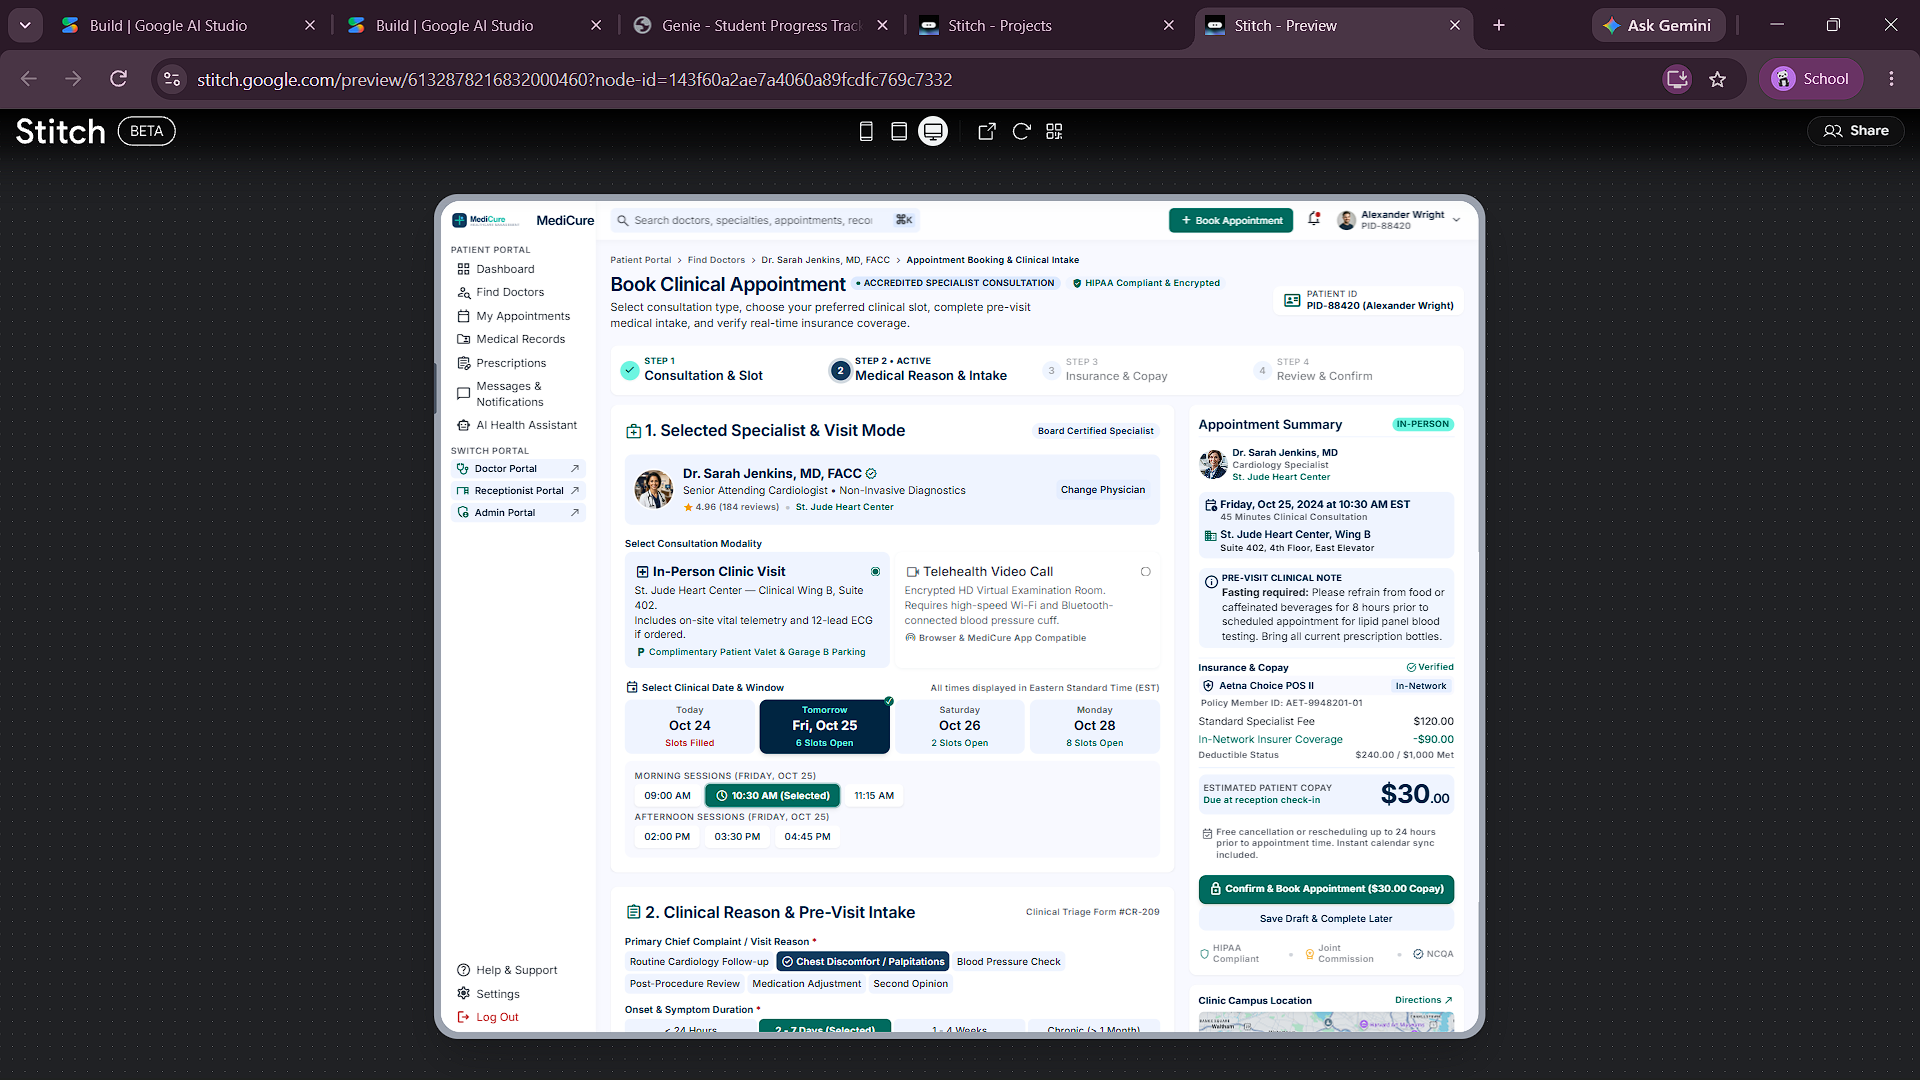 Build | Google AI Studio
Build | Google AI Studio
Genie - Student Progress Track
Stitch - Projects
Stitch - Preview
Ask Gemini
stitch.google.com/preview/6132878216832000460?node-id=143f60a2ae7a4060a89fcdfc769c7332
School
Stitch
BETA
Share
MediCure
MediCure
Search doctors, specialties, appointments, reco
⌘K
+ Book Appointment
Alexander Wright
PID-88420
PATIENT PORTAL
Dashboard
Find Doctors
My Appointments
Medical Records
Prescriptions
Messages &
Notifications
AI Health Assistant
SWITCH PORTAL
Doctor Portal
Receptionist Portal
Admin Portal
Help & Support
Settings
Log Out
Patient Portal > Find Doctors > Dr. Sarah Jenkins, MD, FACC > Appointment Booking & Clinical Intake
Book Clinical Appointment
• ACCREDITED SPECIALIST CONSULTATION
HIPAA Compliant & Encrypted
Select consultation type, choose your preferred clinical slot, complete pre-visit
medical intake, and verify real-time insurance coverage.
PATIENT ID
PID-88420 (Alexander Wright)
STEP 1
Consultation & Slot
2
STEP 2 • ACTIVE
Medical Reason & Intake
3
STEP 3
Insurance & Copay
4
STEP 4
Review & Confirm
1. Selected Specialist & Visit Mode
Board Certified Specialist
Dr. Sarah Jenkins, MD, FACC
Senior Attending Cardiologist • Non-Invasive Diagnostics
4.96 (184 reviews) • St. Jude Heart Center
Change Physician
Select Consultation Modality
In-Person Clinic Visit
St. Jude Heart Center — Clinical Wing B, Suite
402.
Includes on-site vital telemetry and 12-lead ECG
if ordered.
P Complimentary Patient Valet & Garage B Parking
Telehealth Video Call
Encrypted HD Virtual Examination Room.
Requires high-speed Wi-Fi and Bluetooth-
connected blood pressure cuff.
Browser & MediCure App Compatible
Select Clinical Date & Window
All times displayed in Eastern Standard Time (EST)
Today
Oct 24
Slots Filled
Tomorrow
Fri, Oct 25
6 Slots Open
Saturday
Oct 26
2 Slots Open
Monday
Oct 28
8 Slots Open
MORNING SESSIONS (FRIDAY, OCT 25)
09:00 AM
10:30 AM (Selected)
11:15 AM
AFTERNOON SESSIONS (FRIDAY, OCT 25)
02:00 PM
03:30 PM
04:45 PM
2. Clinical Reason & Pre-Visit Intake
Clinical Triage Form #CR-209
Primary Chief Complaint / Visit Reason *
Routine Cardiology Follow-up
Chest Discomfort / Palpitations
Blood Pressure Check
Post-Procedure Review
Medication Adjustment
Second Opinion
Onset & Symptom Duration *
< 24 Hours
2 - 7 Days (Selected)
1 - 4 Weeks
Chronic (> 1 Month)
Appointment Summary
IN-PERSON
Dr. Sarah Jenkins, MD
Cardiology Specialist
St. Jude Heart Center
Friday, Oct 25, 2024 at 10:30 AM EST
45 Minutes Clinical Consultation
St. Jude Heart Center, Wing B
Suite 402, 4th Floor, East Elevator
PRE-VISIT CLINICAL NOTE
Fasting required: Please refrain from food or
caffeinated beverages for 8 hours prior to
scheduled appointment for lipid panel blood
testing. Bring all current prescription bottles.
Insurance & Copay
Verified
Aetna Choice POS II
In-Network
Policy Member ID: AET-9948201-01
Standard Specialist Fee
$120.00
In-Network Insurer Coverage
-$90.00
Deductible Status
$240.00 / $1,000 Met
ESTIMATED PATIENT COPAY
Due at reception check-in
$30.00
Free cancellation or rescheduling up to 24 hours
prior to appointment time. Instant calendar sync
included.
Confirm & Book Appointment ($30.00 Copay)
Save Draft & Complete Later
HIPAA
Compliant
Joint
Commission
NCQA
Clinic Campus Location
Directions
Waltham